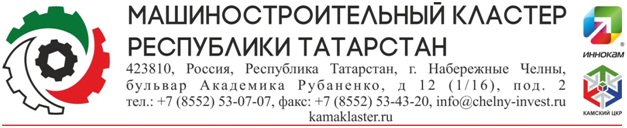 МАШИНОСТРОИТЕЛЬНЫЙ КЛАСТЕР
РЕСПУБЛИКИ ТАТАРСТАН
423810, Россия, Республика Татарстан, г. Набережные Челны,
бульвар Академика Рубаненко, д 12 (1/16), под. 2
тел.: +7 (8552) 53-07-07, факс: +7 (8552) 53-43-20, info@chelny-invest.ru
kamaklaster.ru
ИННОКАМ
КАМСКИЙ ЦКР